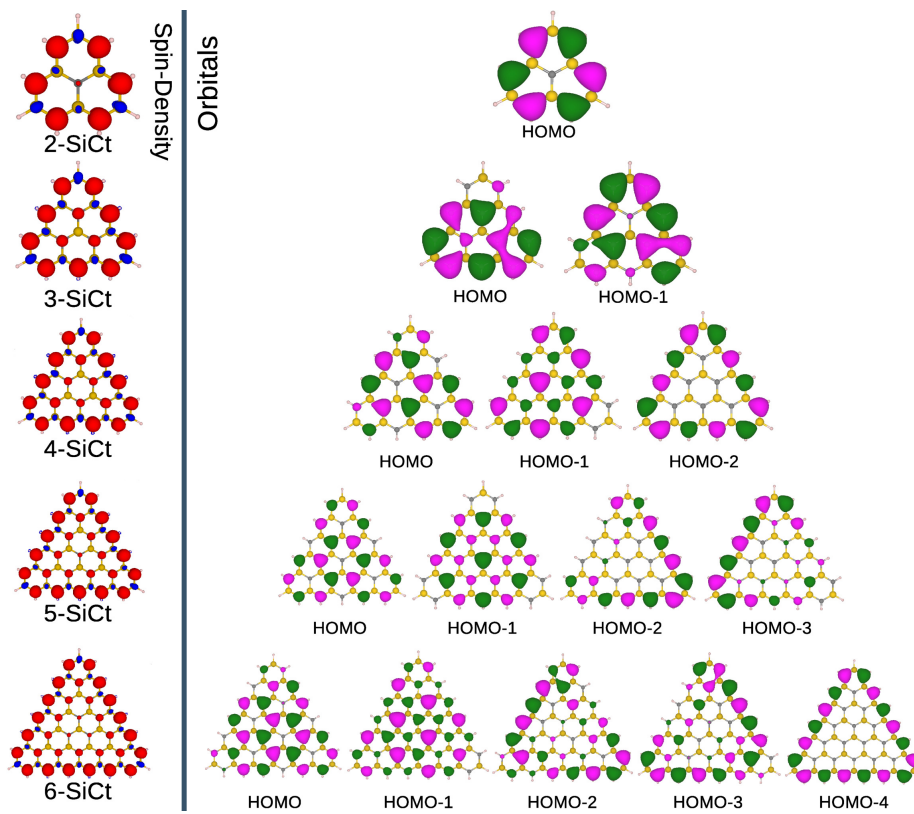 Spin-Density
Orbitals
2-SiCt
HOMO
3-SiCt
HOMO HOMO-1
4-SiCt
HOMO HOMO-1 HOMO-2
5-SiCt
HOMO HOMO-1 HOMO-2 HOMO-3
6-SiCt
HOMO HOMO-1 HOMO-2 HOMO-3 HOMO-4